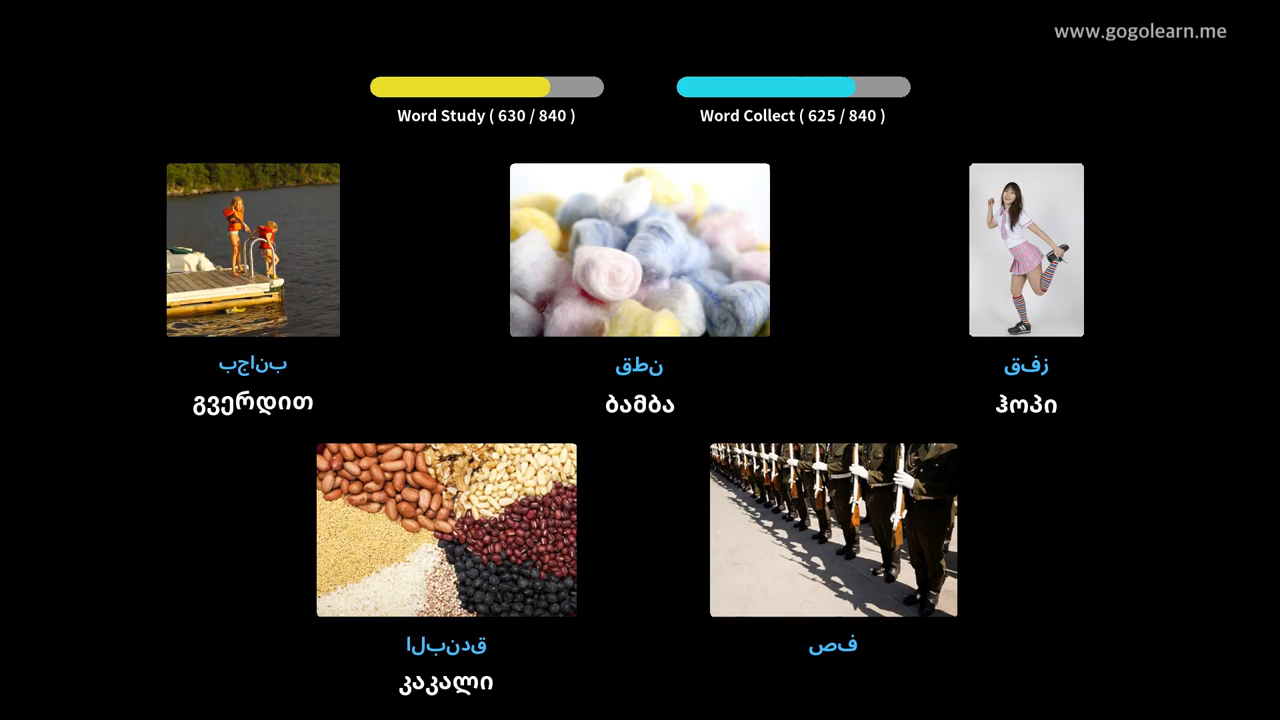 www.gogolearn.me
Word Study ( 630 / 840 )
Word Collect ( 625 / 840 )
بجانب
قطن
قفز
გვერდით
ბამბა
ჰოპი
البندق
صف
კაკალი